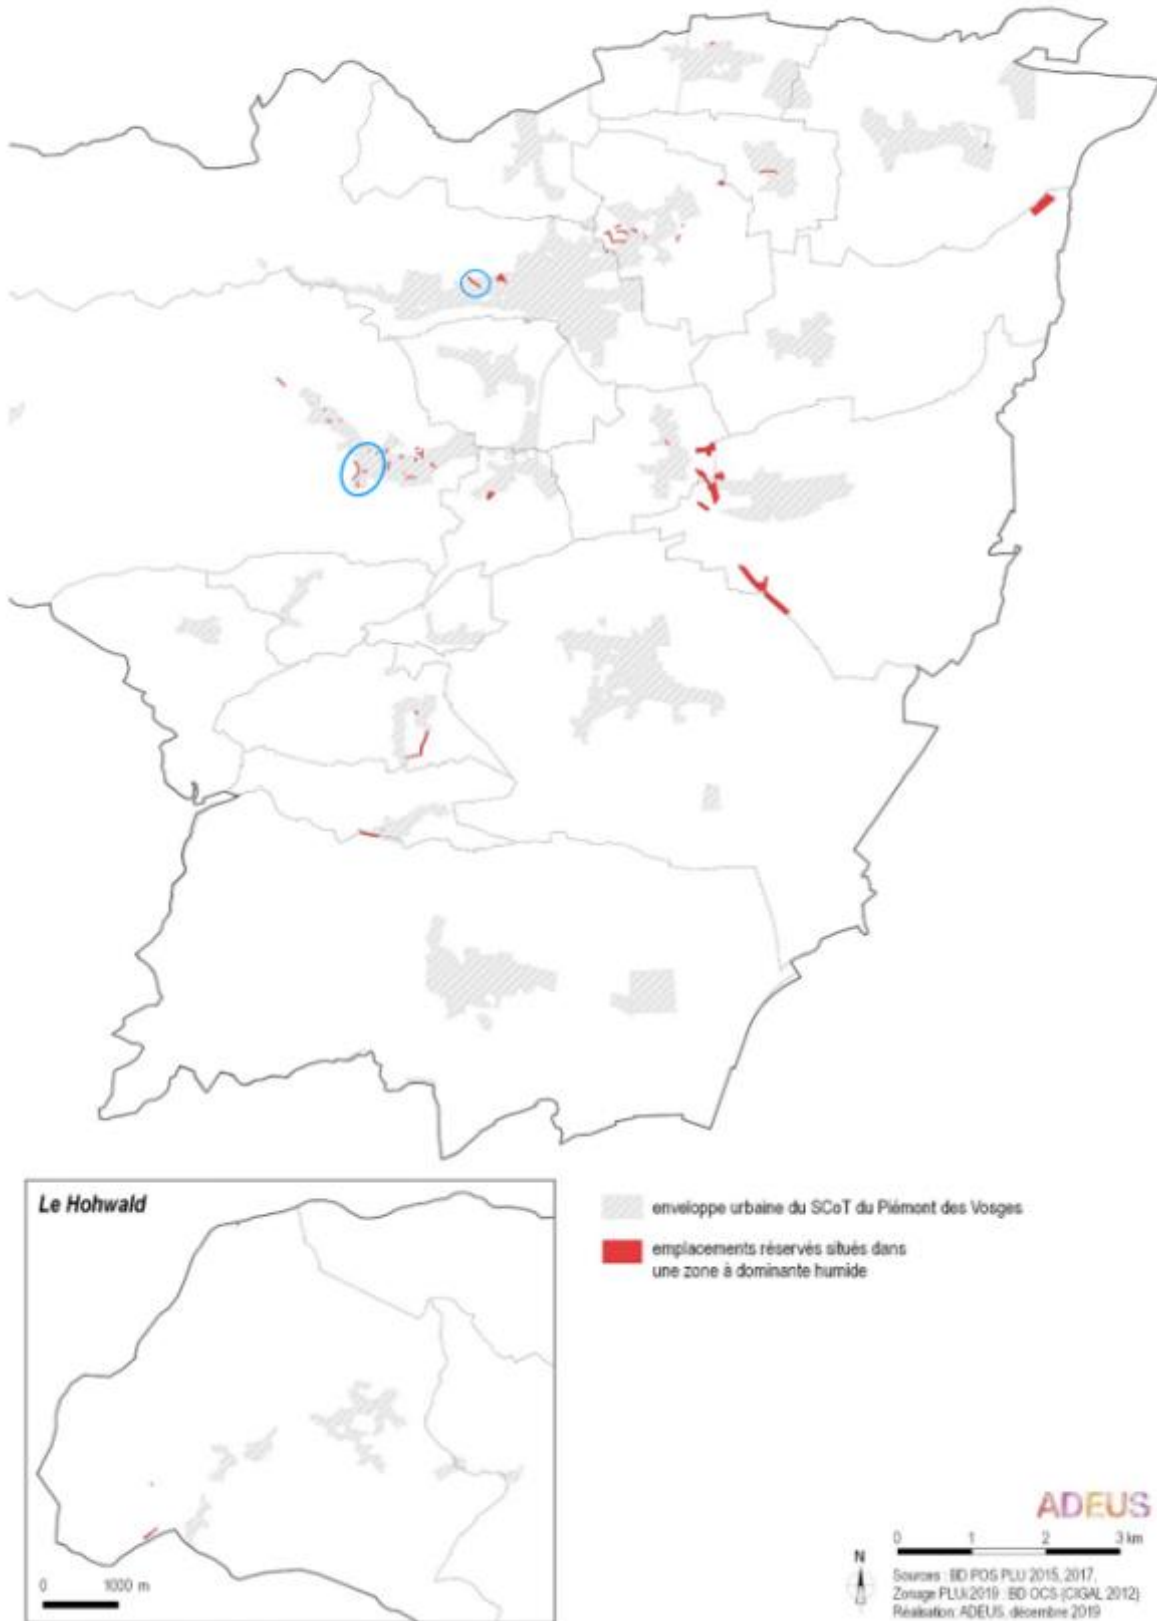 Le Hohwald
0 1000 m
enveloppe urbaine du SCoT du Piémont des Vosges
emplacements réservés situés dans
une zone à dominante humide
ADEUS
0 1 2 3 km
N
Sources : BD POS PLU 2015, 2017,
Zonage PLUi 2019 : BD OCS (CIGAL 2012)
Réalisation: ADEUS, décembre 2019